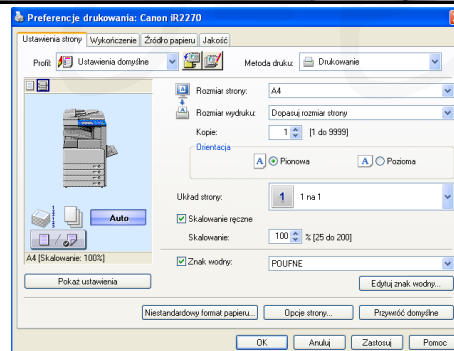 Preferencje drukowania: Canon iR2270
Ustawienia strony Wykończenie Źródło papieru Jakość
Profil: Ustawienia domyślne Metoda druku: Drukowanie
Rozmiar strony: A4
Rozmiar wydruku: Dopasuj rozmiar strony
Kopie: 1 [1 do 9999]
Orientacja
A Pionowa A Pozioma
Układ strony: 1 1 na 1
Auto
Skalowanie ręczne
Skalowanie: 100 % [25 do 200]
A4 [Skalowanie: 100%]
Znak wodny: POUFNE
Pokaż ustawienia Edytuj znak wodny...
Niestandardowy format papieru... Opcje strony... Przywróć domyślne
OK Anuluj Zastosuj Pomoc